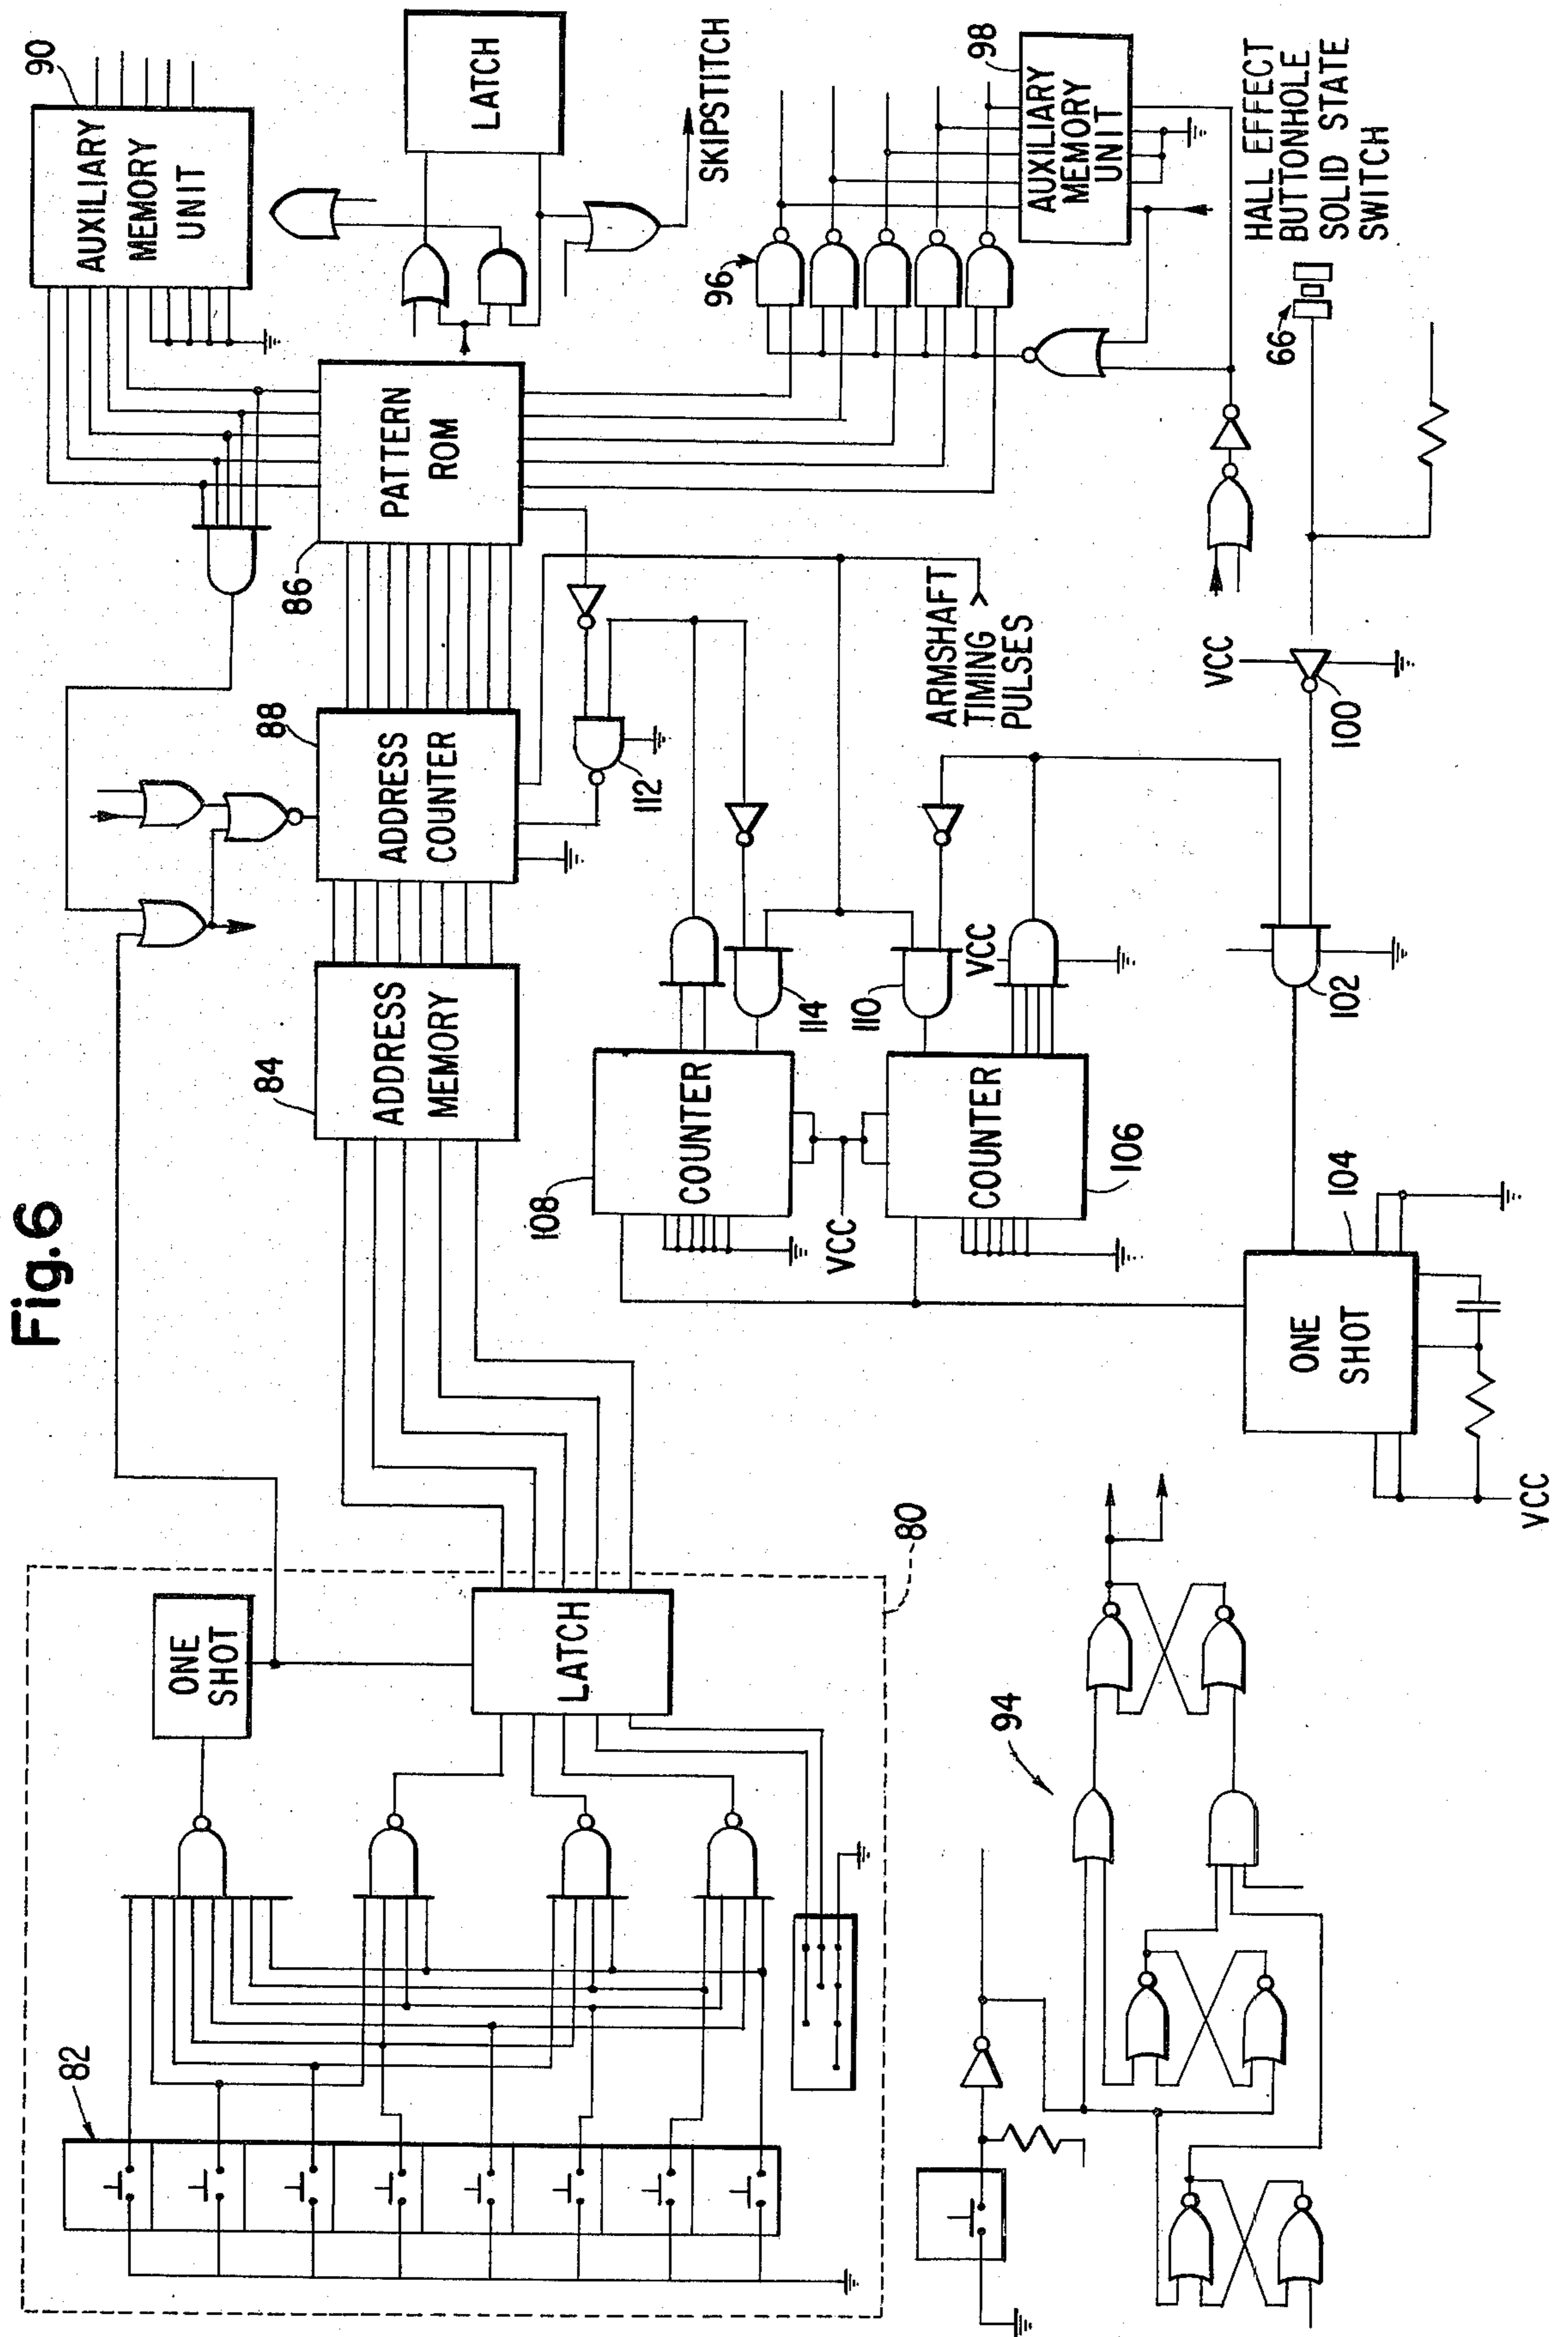 Fig.6
82
ONE
SHOT
LATCH
80
84
ADDRESS
MEMORY
88
ADDRESS
COUNTER
86
PATTERN
ROM
90
AUXILIARY
MEMORY
UNIT
LATCH
SKIPSTITCH
96
98
AUXILIARY
MEMORY
UNIT
HALL EFFECT
BUTTONHOLE
SOLID STATE
SWITCH
66
112
108
COUNTER
114
110
VCC
VCC
COUNTER
106
ARMSHAFT
TIMING
PULSES
VCC
100
102
104
ONE
SHOT
VCC
94